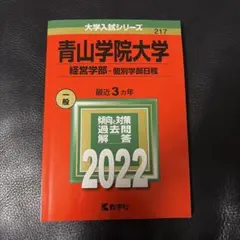 大学入試シリーズ
217
青山学院大学
経営学部-個別学部日程
一般
最近3カ年
傾向と対策
過去問
解答
2022
教学社